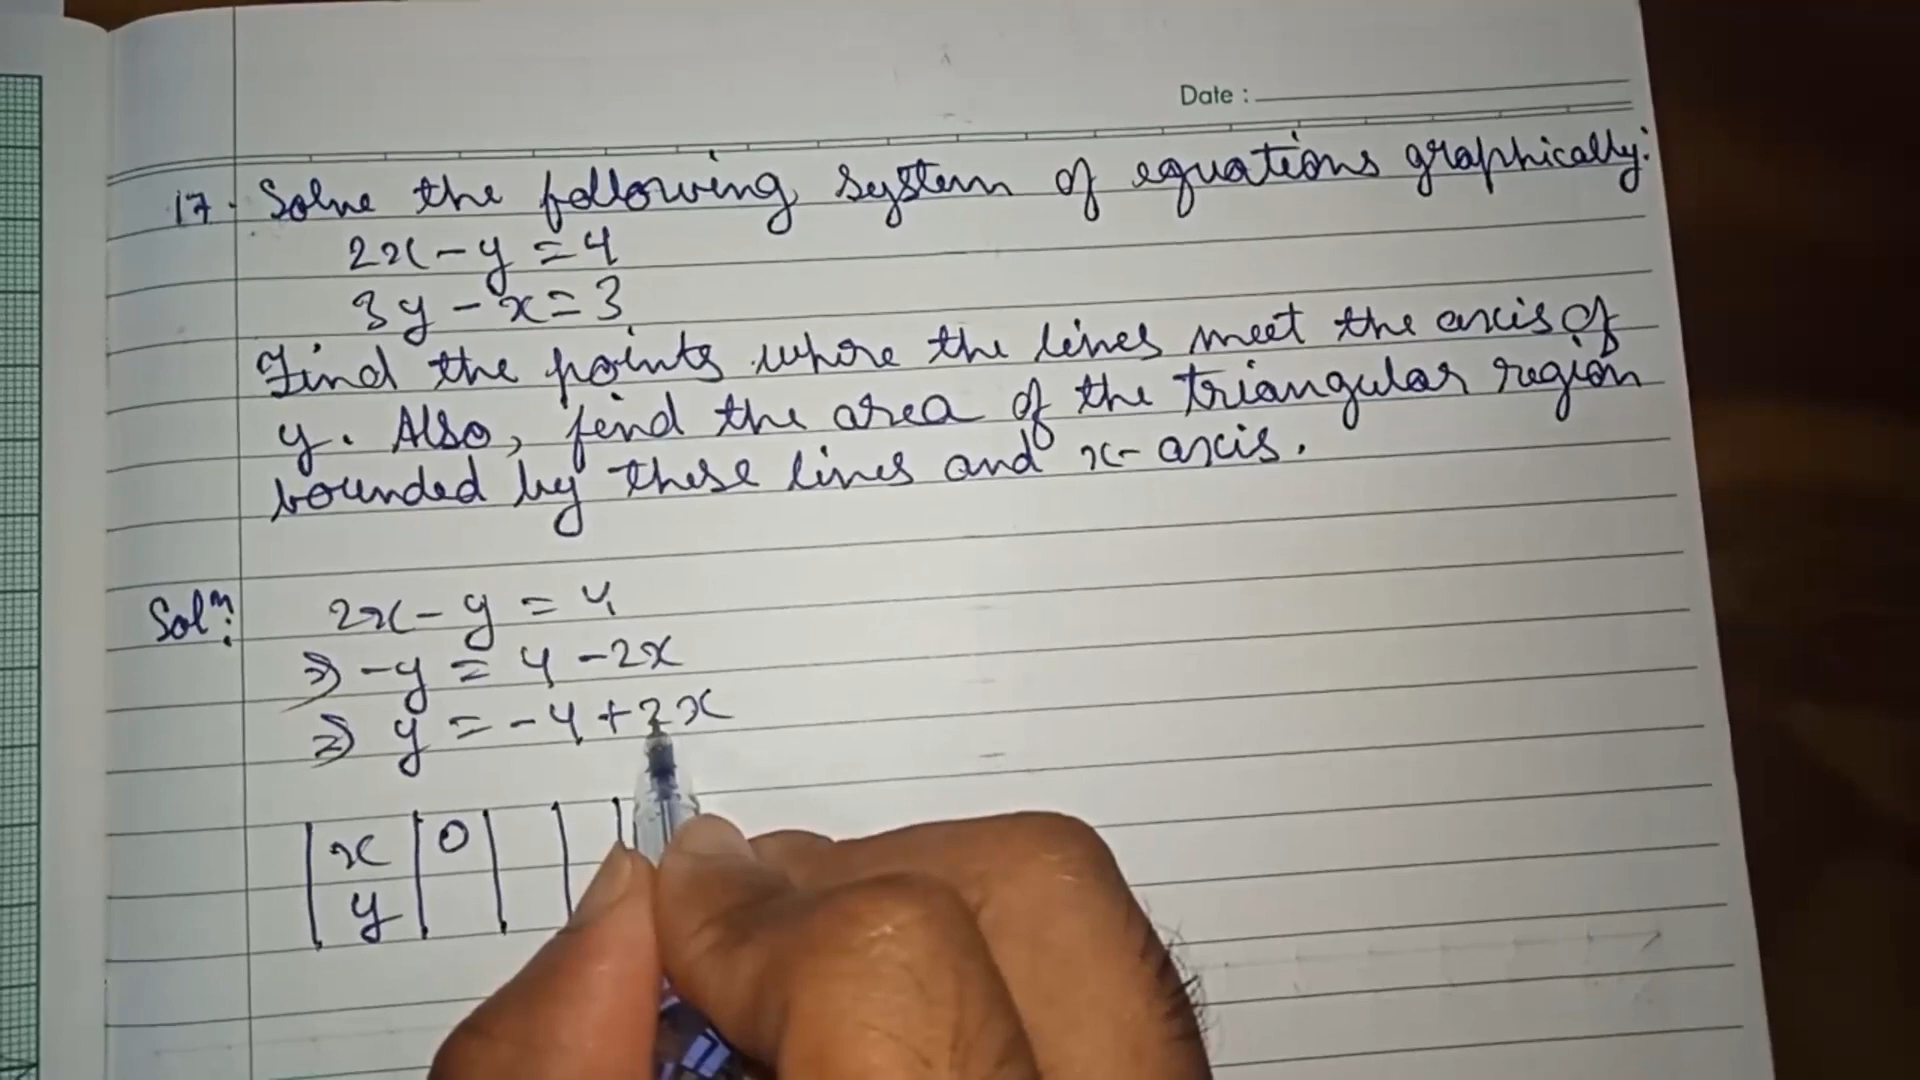 Date :
17. Solve the following system of equations graphically:
2x - y = 4
3y - x = 3
Find the points where the lines meet the axis of
y. Also, find the area of the triangular region
bounded by these lines and x-axis.
Solⁿ: 2x - y = 4
⇒ -y = 4 - 2x
⇒ y = -4 + 2x
x 0
y